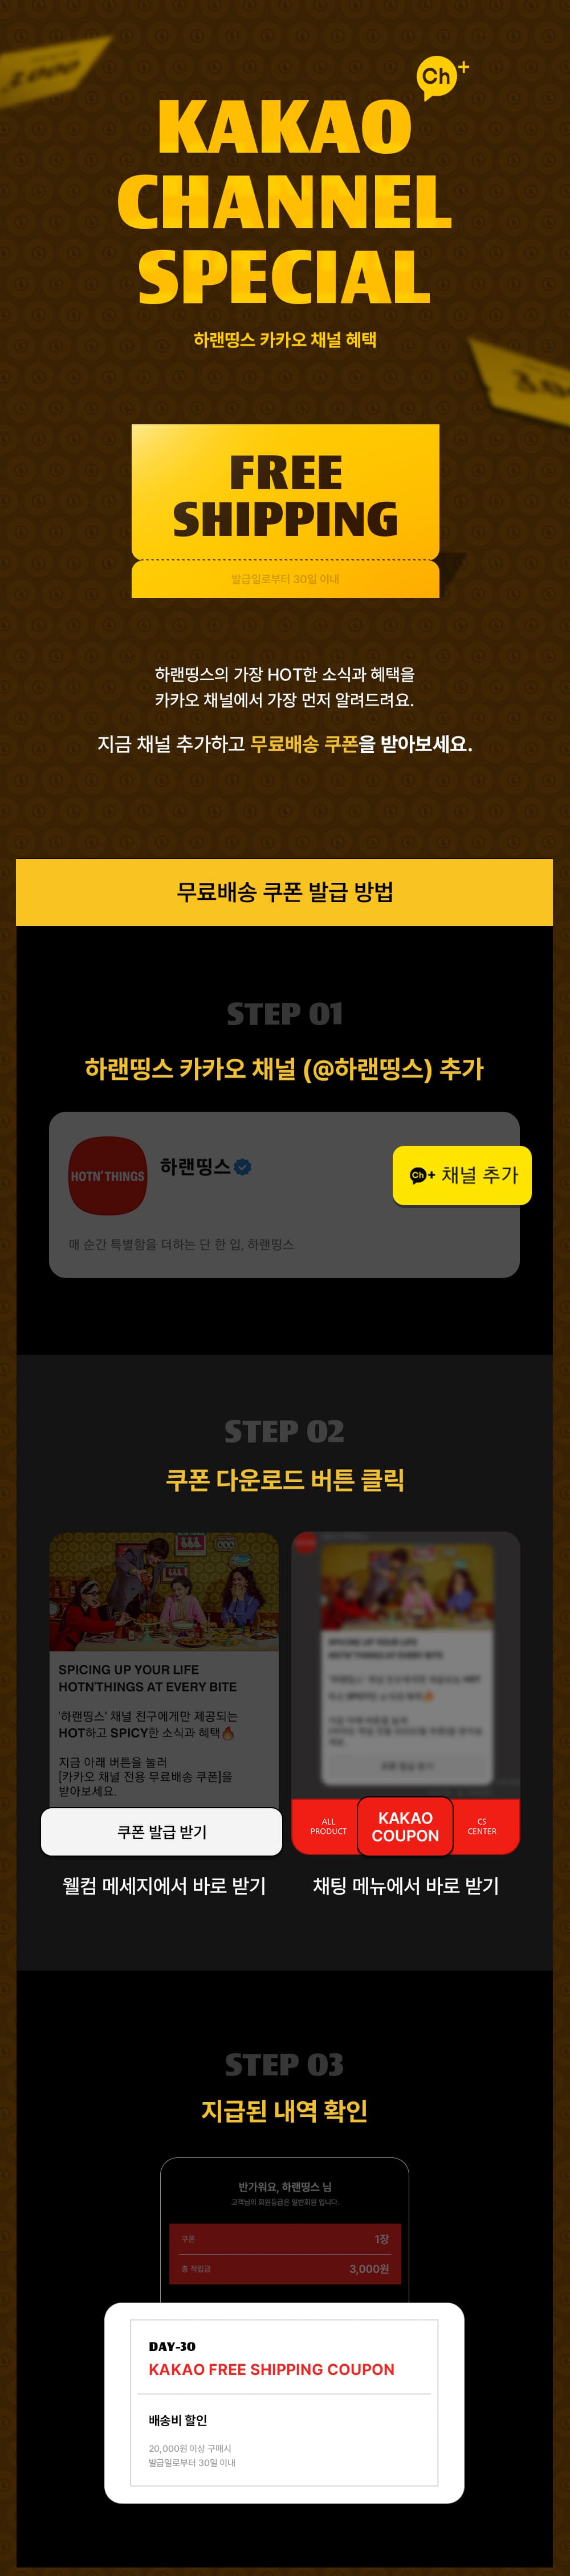 Ch+
KAKAO
CHANNEL
SPECIAL
하랜띵스 카카오 채널 혜택
FREE
SHIPPING
발급일로부터 30일 이내
하랜띵스의 가장 HOT한 소식과 혜택을
카카오 채널에서 가장 먼저 알려드려요.
지금 채널 추가하고 무료배송 쿠폰을 받아보세요.
무료배송 쿠폰 발급 방법
STEP 01
하랜띵스 카카오 채널 (@하랜띵스) 추가
HOTN'THINGS
하랜띵스
Ch+ 채널 추가
매 순간 특별함을 더하는 단 한 입, 하랜띵스
STEP 02
쿠폰 다운로드 버튼 클릭
SPICING UP YOUR LIFE
HOTN'THINGS AT EVERY BITE
'하랜띵스' 채널 친구에게만 제공되는
HOT하고 SPICY한 소식과 혜택🔥
지금 아래 버튼을 눌러
[카카오 채널 전용 무료배송 쿠폰]을
받아보세요.
쿠폰 발급 받기
SPICING UP YOUR LIFE
HOTN'THINGS AT EVERY BITE
ALL
PRODUCT
KAKAO
COUPON
CS
CENTER
웰컴 메세지에서 바로 받기
채팅 메뉴에서 바로 받기
STEP 03
지급된 내역 확인
반가워요, 하랜띵스 님
고객님의 회원등급은 일반회원 입니다.
쿠폰 1장
총 적립금 3,000원
DAY-30
KAKAO FREE SHIPPING COUPON
배송비 할인
20,000원 이상 구매시
발급일로부터 30일 이내